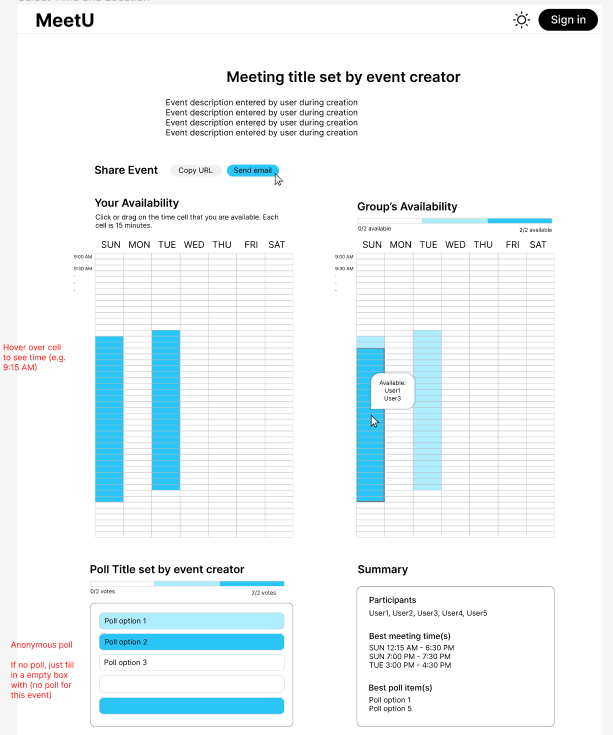 MeetU
Sign in
Meeting title set by event creator
Event description entered by user during creation
Event description entered by user during creation
Event description entered by user during creation
Event description entered by user during creation
Share Event
Copy URL
Send email
Your Availability
Click or drag on the time cell that you are available. Each
cell is 15 minutes.
SUN MON TUE WED THU FRI SAT
9:00 AM
9:30 AM
.
.
.
Group's Availability
0/2 available
2/2 available
SUN MON TUE WED THU FRI SAT
9:00 AM
9:30 AM
.
.
.
Hover over cell
to see time (e.g.
9:15 AM)
Available:
User1
User3
Poll Title set by event creator
0/2 votes
2/2 votes
Poll option 1
Poll option 2
Poll option 3
Anonymous poll
If no poll, just fill
in a empty box
with (no poll for
this event)
Summary
Participants
User1, User2, User3, User4, User5
Best meeting time(s)
SUN 12:15 AM - 6:30 PM
SUN 7:00 PM - 7:30 PM
TUE 3:00 PM - 4:30 PM
Best poll item(s)
Poll option 1
Poll option 5